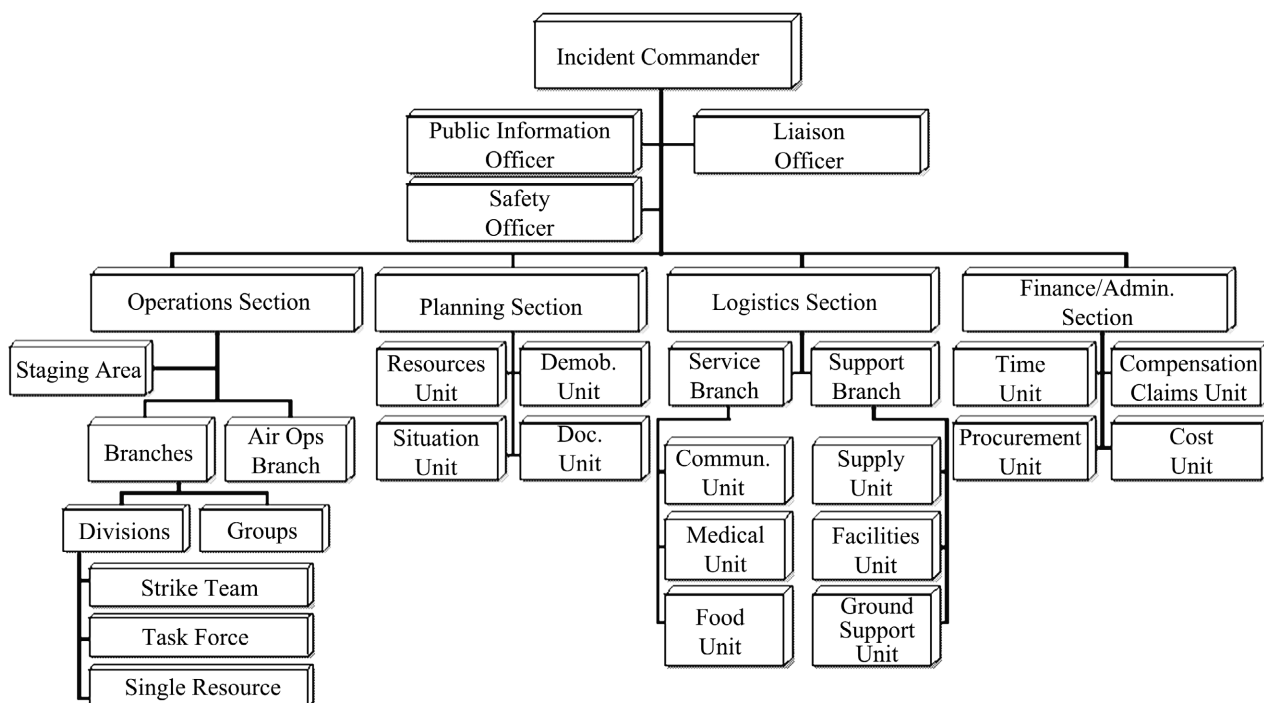 Incident Commander
Public Information
Officer
Liaison
Officer
Safety
Officer
Operations Section
Planning Section
Logistics Section
Finance/Admin.
Section
Staging Area
Branches
Air Ops
Branch
Divisions
Groups
Strike Team
Task Force
Single Resource
Resources
Unit
Demob.
Unit
Situation
Unit
Doc.
Unit
Service
Branch
Support
Branch
Commun.
Unit
Medical
Unit
Food
Unit
Supply
Unit
Facilities
Unit
Ground
Support
Unit
Time
Unit
Compensation
Claims Unit
Procurement
Unit
Cost
Unit